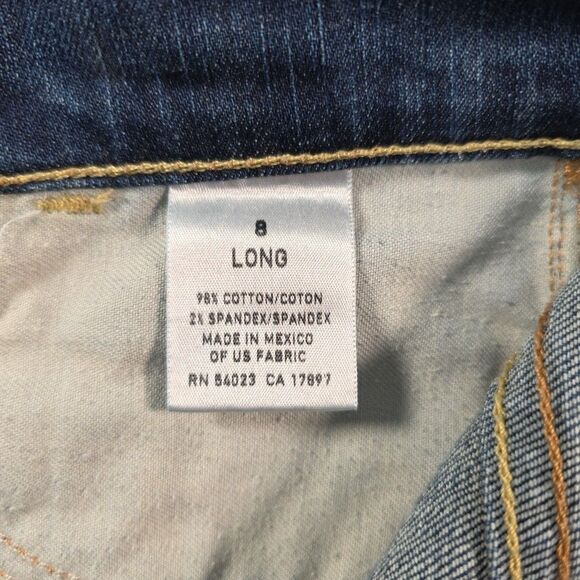 8
LONG
98% COTTON/COTON
2% SPANDEX/SPANDEX
MADE IN MEXICO
OF US FABRIC
RN 54023 CA 17897